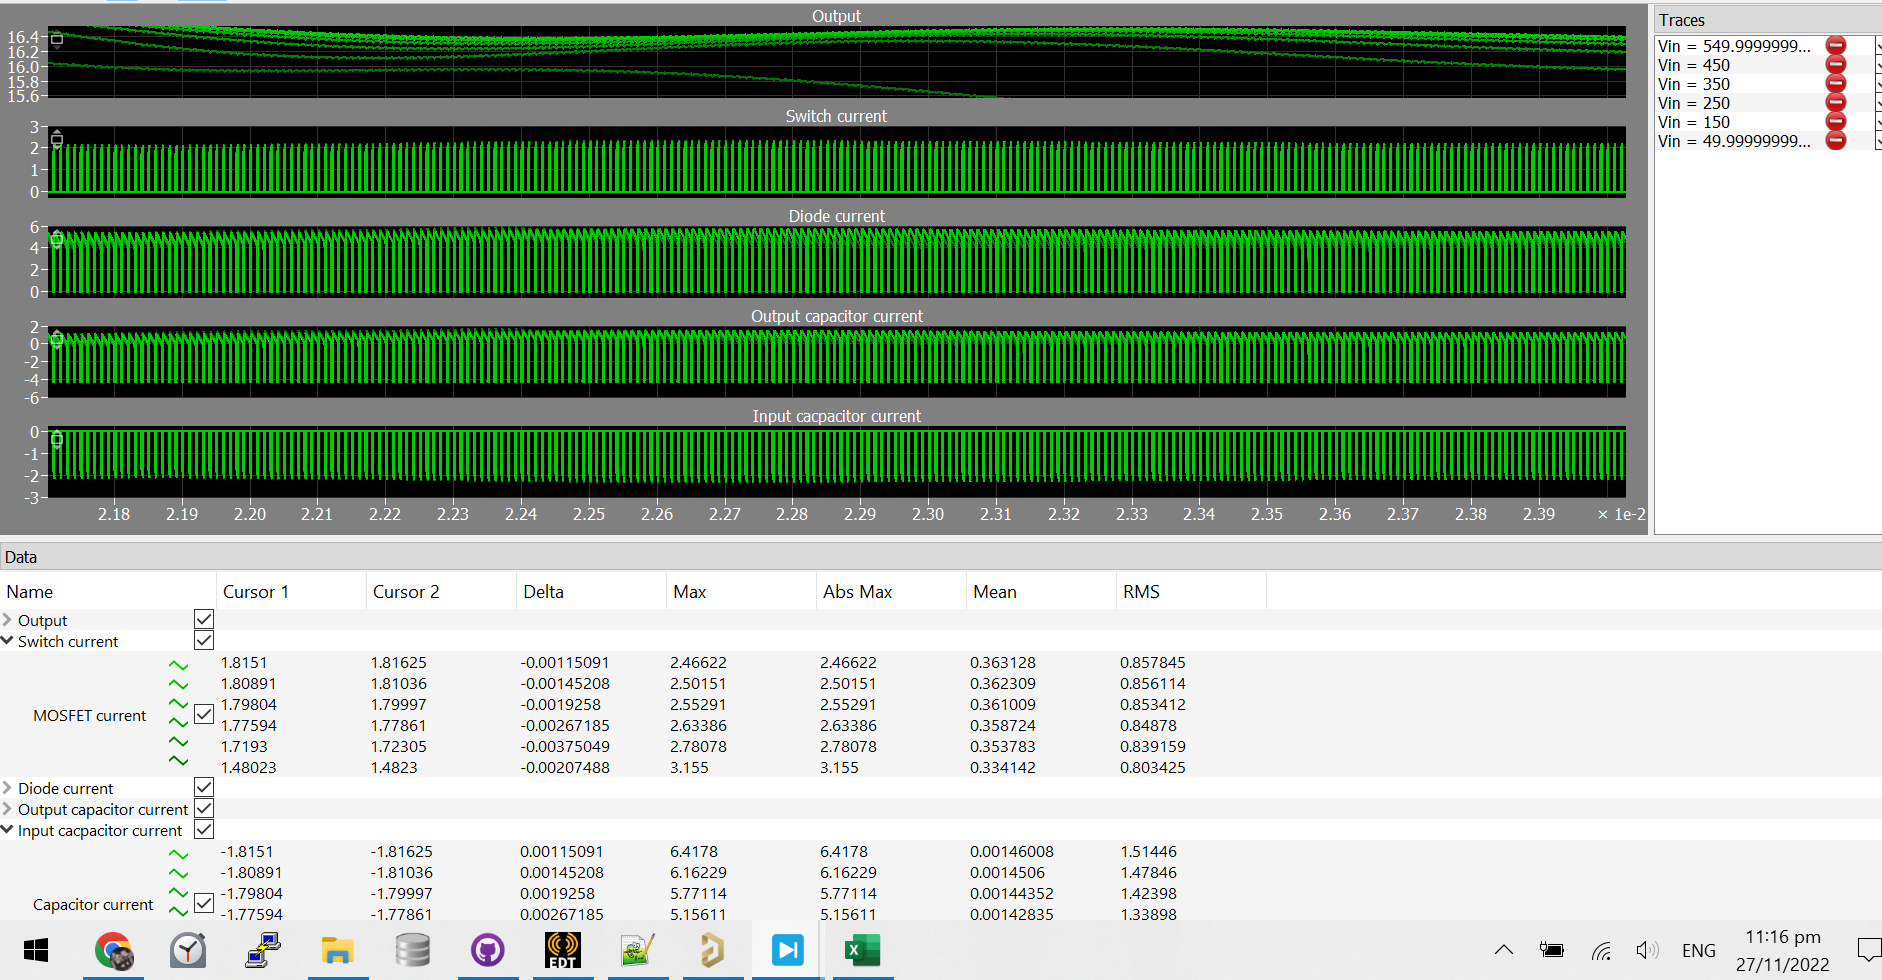 Output
16.4
16.2
16.0
15.8
15.6
Switch current
3
2
1
0
Diode current
6
4
2
0
Output capacitor current
2
0
-2
-4
-6
Input cacpacitor current
0
-1
-2
-3
2.18 2.19 2.20 2.21 2.22 2.23 2.24 2.25 2.26 2.27 2.28 2.29 2.30 2.31 2.32 2.33 2.34 2.35 2.36 2.37 2.38 2.39 × 1e-2
Traces
Vin = 549.9999999...
Vin = 450
Vin = 350
Vin = 250
Vin = 150
Vin = 49.99999999...
Data
Name Cursor 1 Cursor 2 Delta Max Abs Max Mean RMS
Output
Switch current
MOSFET current
1.8151 1.81625 -0.00115091 2.46622 2.46622 0.363128 0.857845
1.80891 1.81036 -0.00145208 2.50151 2.50151 0.362309 0.856114
1.79804 1.79997 -0.0019258 2.55291 2.55291 0.361009 0.853412
1.77594 1.77861 -0.00267185 2.63386 2.63386 0.358724 0.84878
1.7193 1.72305 -0.00375049 2.78078 2.78078 0.353783 0.839159
1.48023 1.4823 -0.00207488 3.155 3.155 0.334142 0.803425
Diode current
Output capacitor current
Input cacpacitor current
Capacitor current
-1.8151 -1.81625 0.00115091 6.4178 6.4178 0.00146008 1.51446
-1.80891 -1.81036 0.00145208 6.16229 6.16229 0.0014506 1.47846
-1.79804 -1.79997 0.0019258 5.77114 5.77114 0.00144352 1.42398
-1.77594 -1.77861 0.00267185 5.15611 5.15611 0.00142835 1.33898
EDT
ENG
11:16 pm
27/11/2022